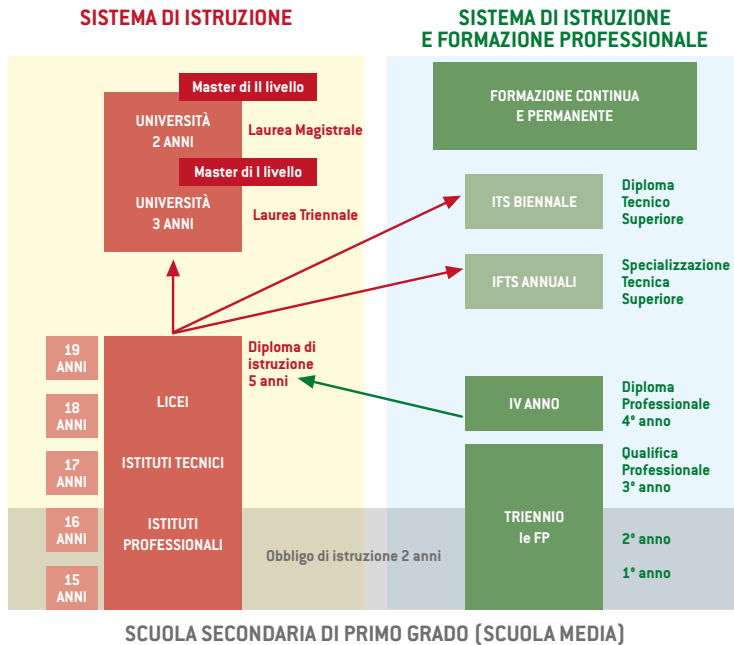 SISTEMA DI ISTRUZIONE
SISTEMA DI ISTRUZIONE
E FORMAZIONE PROFESSIONALE
Master di II livello
UNIVERSITÀ
2 ANNI
Laurea Magistrale
Master di I livello
UNIVERSITÀ
3 ANNI
Laurea Triennale
FORMAZIONE CONTINUA
E PERMANENTE
ITS BIENNALE
Diploma
Tecnico
Superiore
IFTS ANNUALI
Specializzazione
Tecnica
Superiore
19
ANNI
18
ANNI
17
ANNI
16
ANNI
15
ANNI
LICEI
ISTITUTI TECNICI
ISTITUTI
PROFESSIONALI
Diploma di
istruzione
5 anni
IV ANNO
Diploma
Professionale
4° anno
Qualifica
Professionale
3° anno
TRIENNIO
Ie FP
2° anno
1° anno
Obbligo di istruzione 2 anni
SCUOLA SECONDARIA DI PRIMO GRADO (SCUOLA MEDIA)